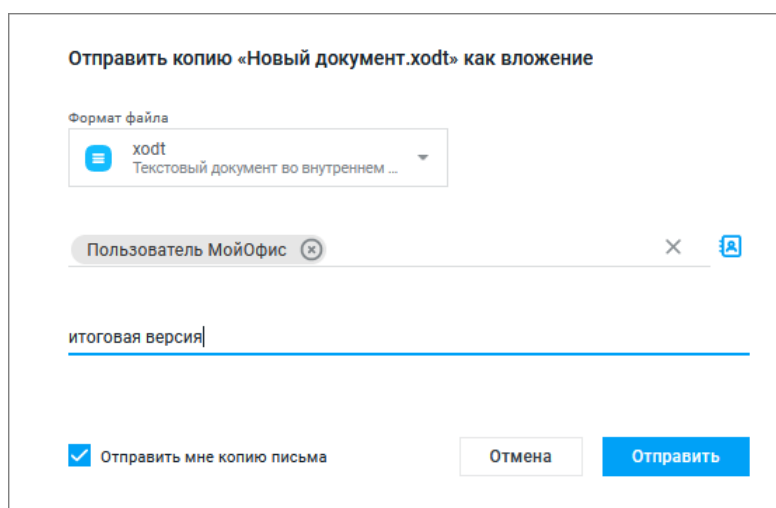 Отправить копию «Новый документ.xodt» как вложение
Формат файла
xodt
Текстовый документ во внутреннем ...
Пользователь МойОфис
итоговая версия
Отправить мне копию письма
Отмена
Отправить